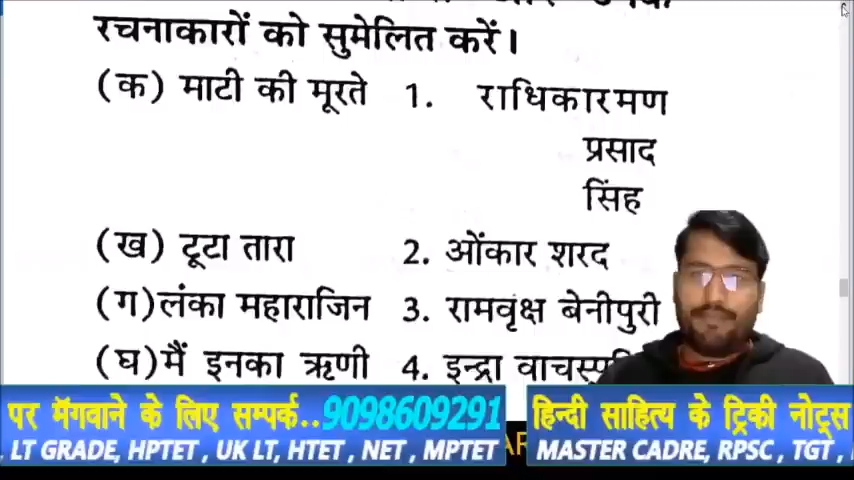 रचनाकारों को सुमेलित करें।
(क) माटी की मूरते 1. राधिकारमण
प्रसाद
सिंह
(ख) टूटा तारा 2. ओंकार शरद
(ग) लंका महाराजिन 3. रामवृक्ष बेनीपुरी
(घ) मैं इनका ऋणी 4. इन्द्रा
पर मॅगवाने के लिए सम्पर्क..9098609291 हिन्दी साहित्य के ट्रिकी नोट्स
LT GRADE, HPTET , UK LT, HTET , NET , MPTET MASTER CADRE, RPSC , TGT ,